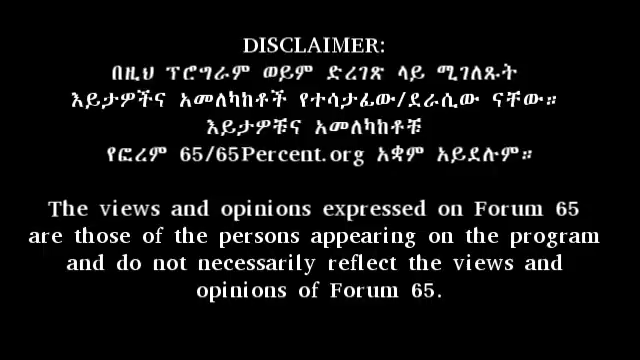 DISCLAIMER:
በዚህ ፕሮግራም ወይም ድረገጽ ላይ ሚገለጹት
እይታዎችና አመለካከቶች የተሳታፊው/ደራሲው ናቸው።
እይታዎቹና አመለካከቶቹ
የፎረም 65/65Percent.org አቋም አይደሉም።
The views and opinions expressed on Forum 65
are those of the persons appearing on the program
and do not necessarily reflect the views and
opinions of Forum 65.